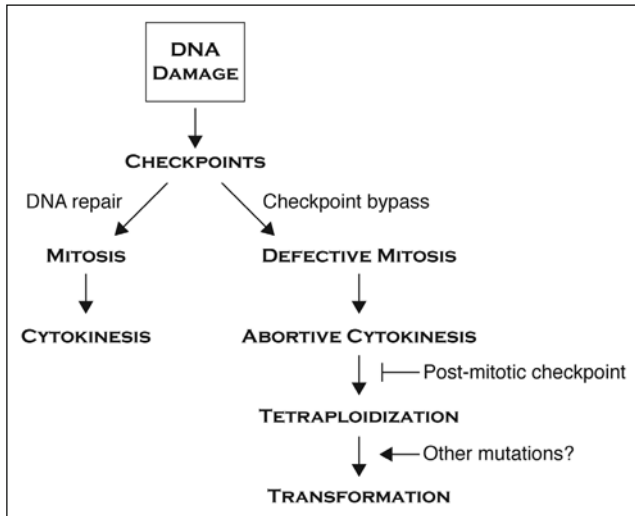 DNA
DAMAGE
CHECKPOINTS
DNA repair
Checkpoint bypass
MITOSIS
DEFECTIVE MITOSIS
CYTOKINESIS
ABORTIVE CYTOKINESIS
Post-mitotic checkpoint
TETRAPLOIDIZATION
Other mutations?
TRANSFORMATION